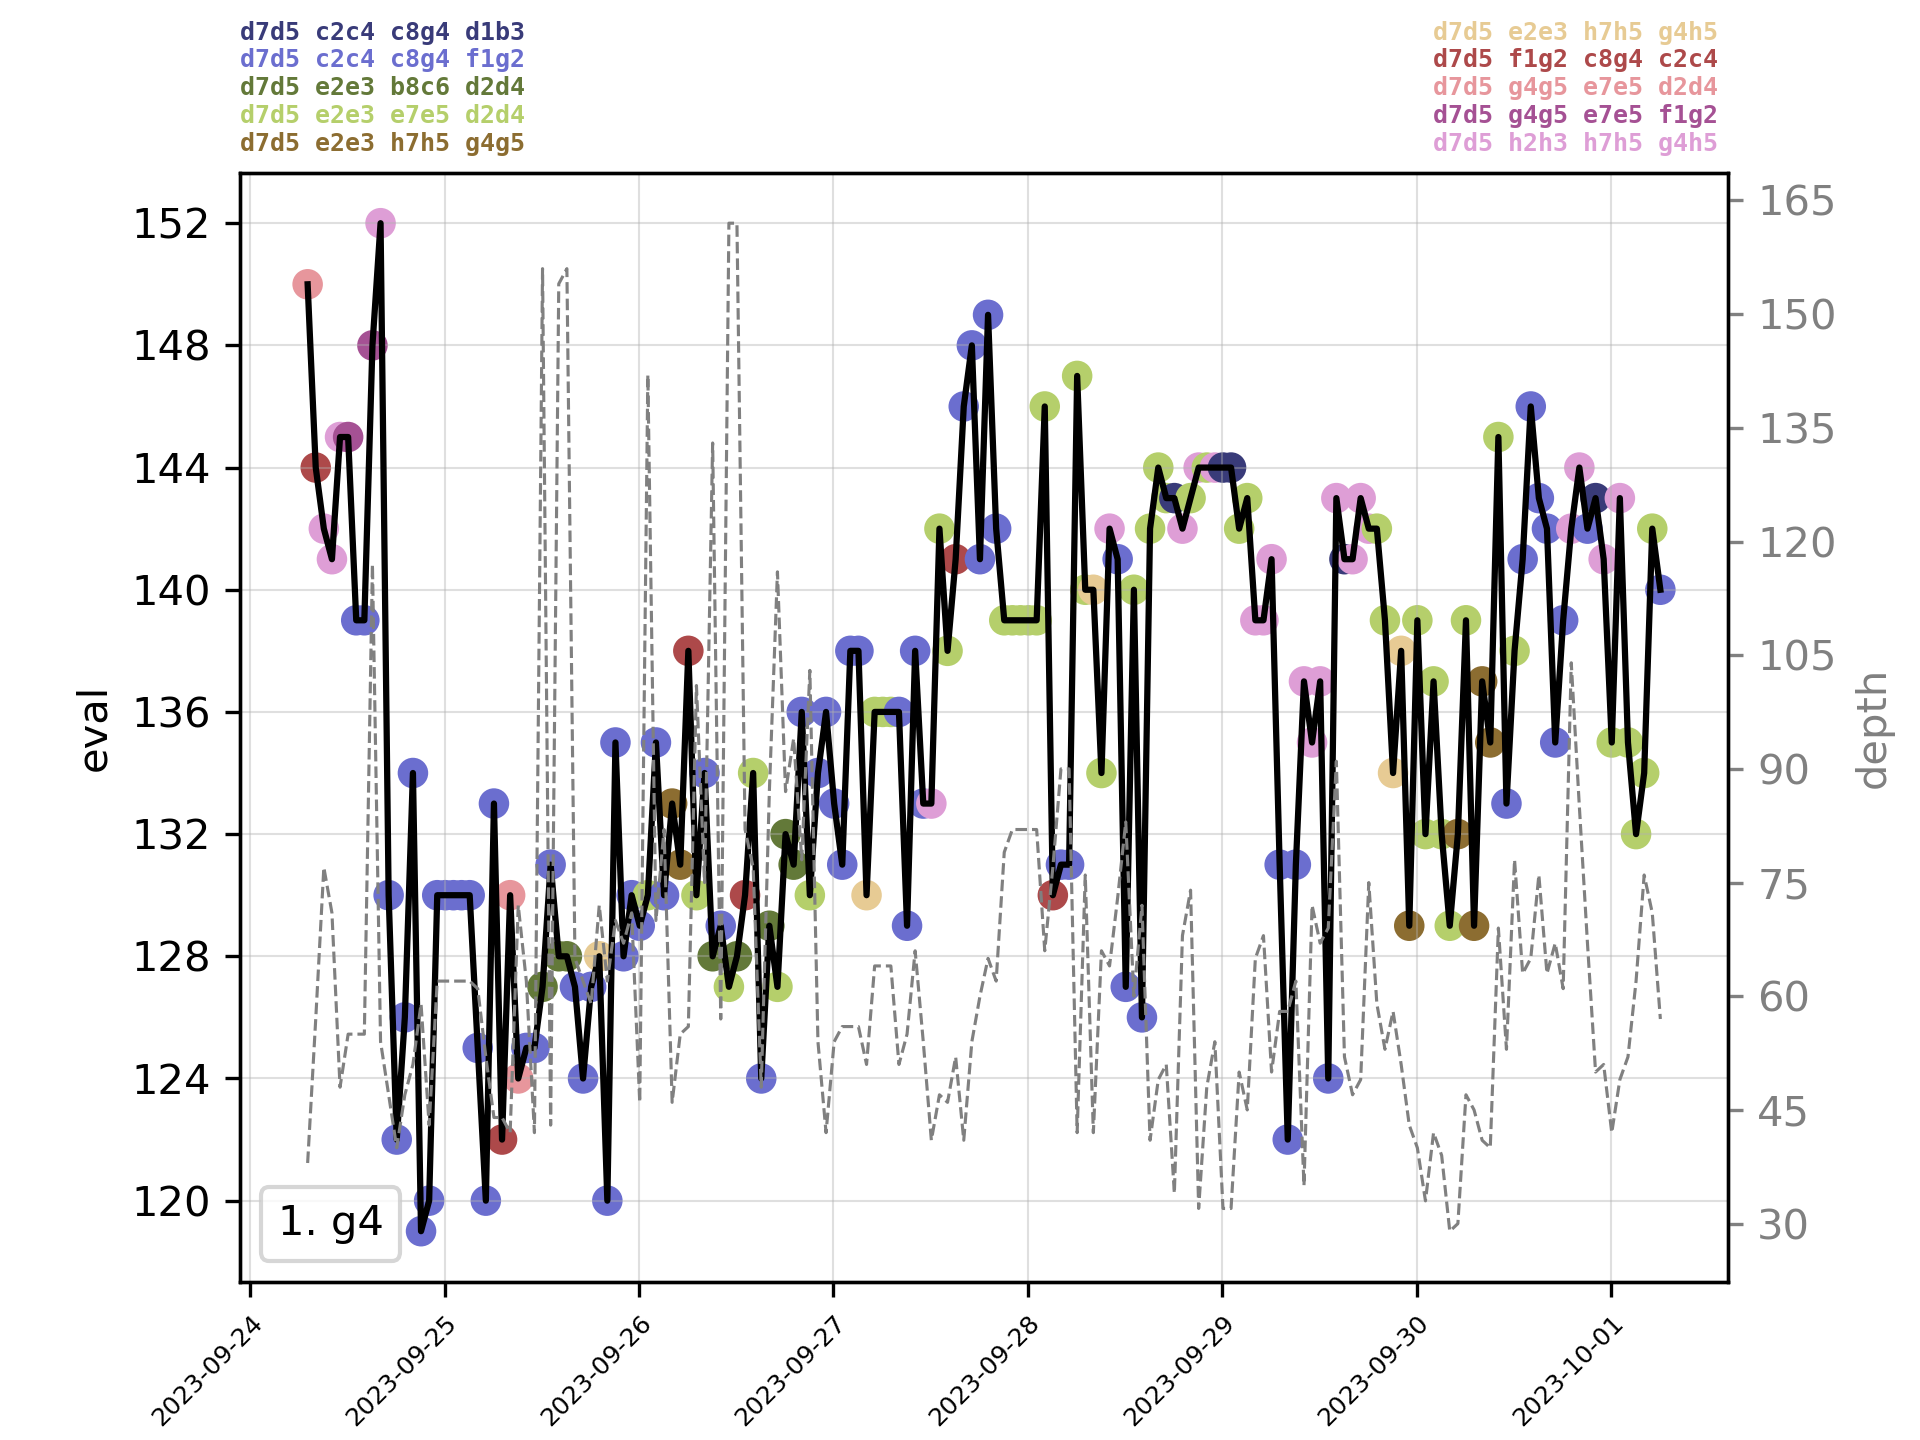 d7d5 c2c4 c8g4 d1b3
d7d5 c2c4 c8g4 f1g2
d7d5 e2e3 b8c6 d2d4
d7d5 e2e3 e7e5 d2d4
d7d5 e2e3 h7h5 g4g5
d7d5 e2e3 h7h5 g4h5
d7d5 f1g2 c8g4 c2c4
d7d5 g4g5 e7e5 d2d4
d7d5 g4g5 e7e5 f1g2
d7d5 h2h3 h7h5 g4h5
152
148
144
140
136
132
128
124
120
eval
165
150
135
120
105
90
75
60
45
30
depth
1. g4
2023-09-24
2023-09-25
2023-09-26
2023-09-27
2023-09-28
2023-09-29
2023-09-30
2023-10-01